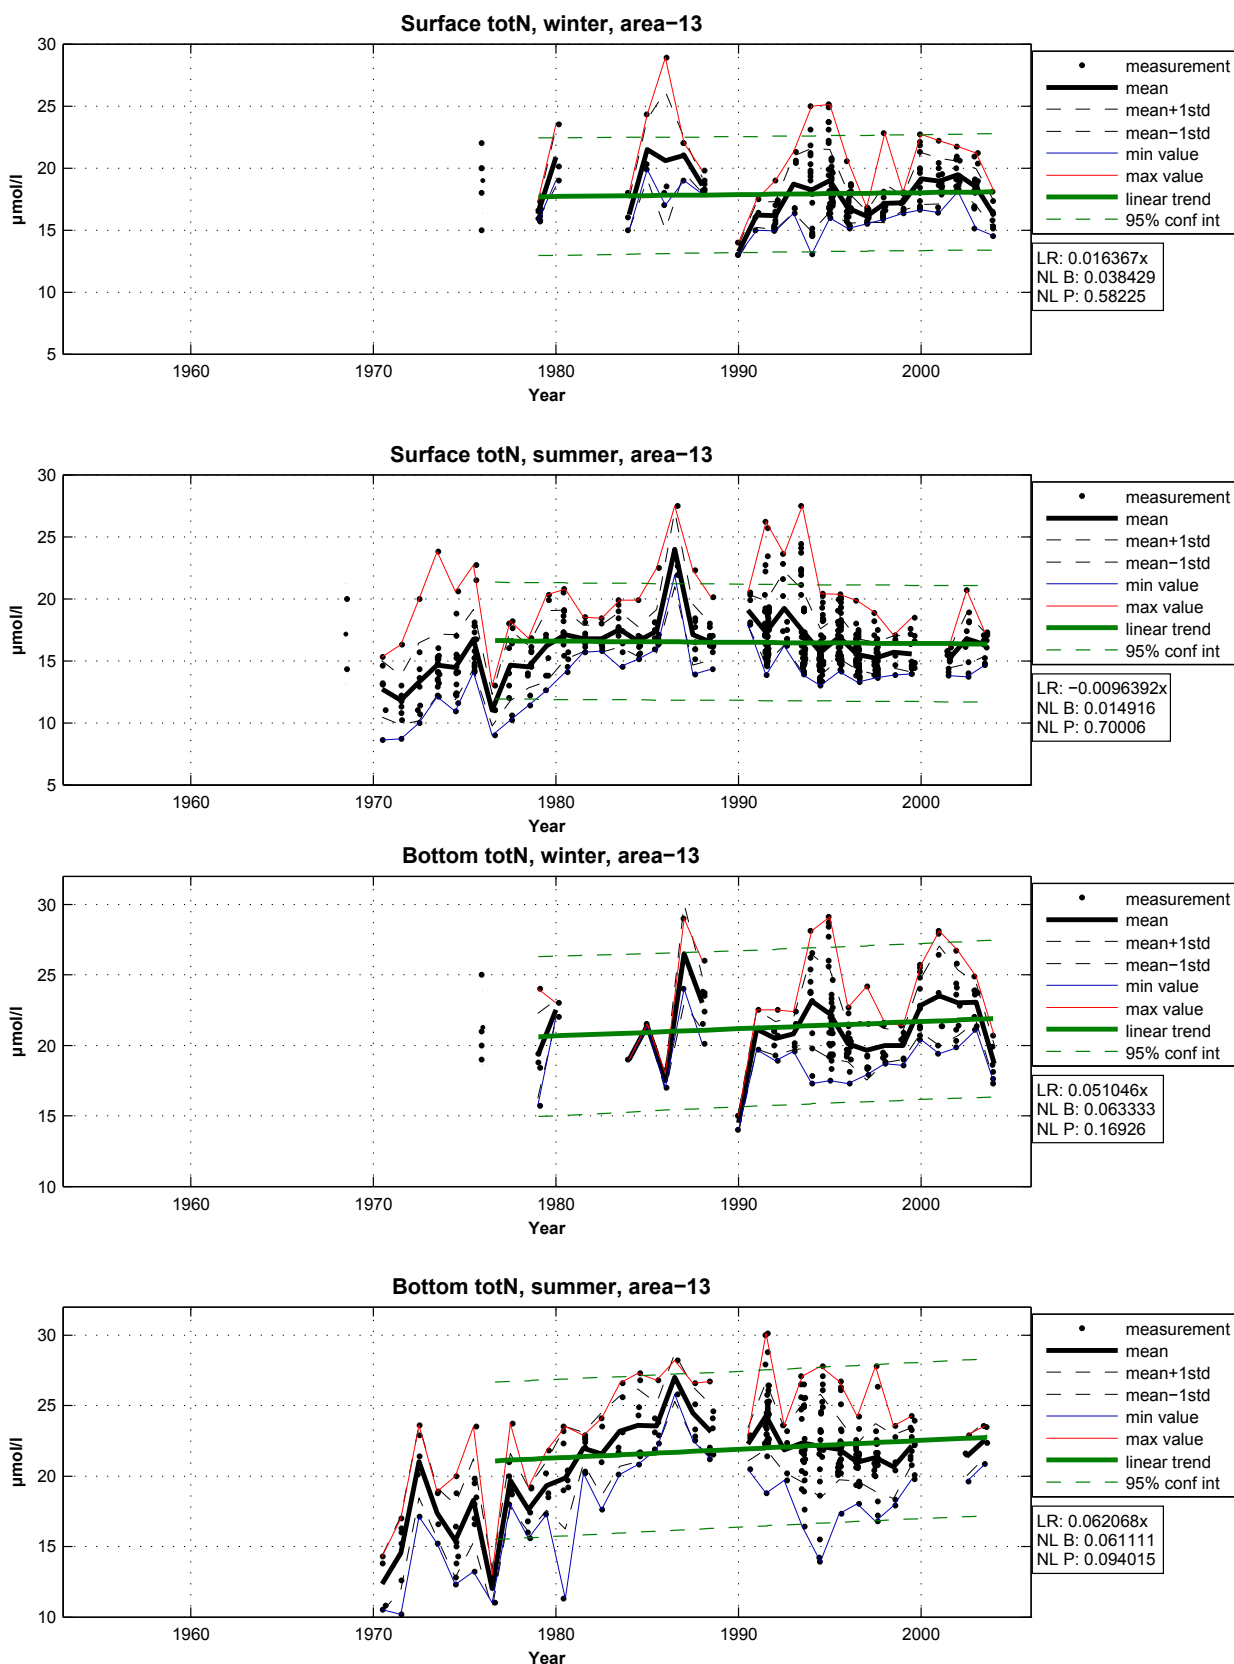 Surface totN, winter, area−13
30
25
20
15
10
5
µmol/l
1960
1970
1980
1990
2000
Year
measurement
mean
mean+1std
mean−1std
min value
max value
linear trend
95% conf int
LR: 0.016367x
NL B: 0.038429
NL P: 0.58225
Surface totN, summer, area−13
30
25
20
15
10
5
µmol/l
1960
1970
1980
1990
2000
Year
measurement
mean
mean+1std
mean−1std
min value
max value
linear trend
95% conf int
LR: −0.0096392x
NL B: 0.014916
NL P: 0.70006
Bottom totN, winter, area−13
30
25
20
15
10
µmol/l
1960
1970
1980
1990
2000
Year
measurement
mean
mean+1std
mean−1std
min value
max value
linear trend
95% conf int
LR: 0.051046x
NL B: 0.063333
NL P: 0.16926
Bottom totN, summer, area−13
30
25
20
15
10
µmol/l
1960
1970
1980
1990
2000
Year
measurement
mean
mean+1std
mean−1std
min value
max value
linear trend
95% conf int
LR: 0.062068x
NL B: 0.061111
NL P: 0.094015